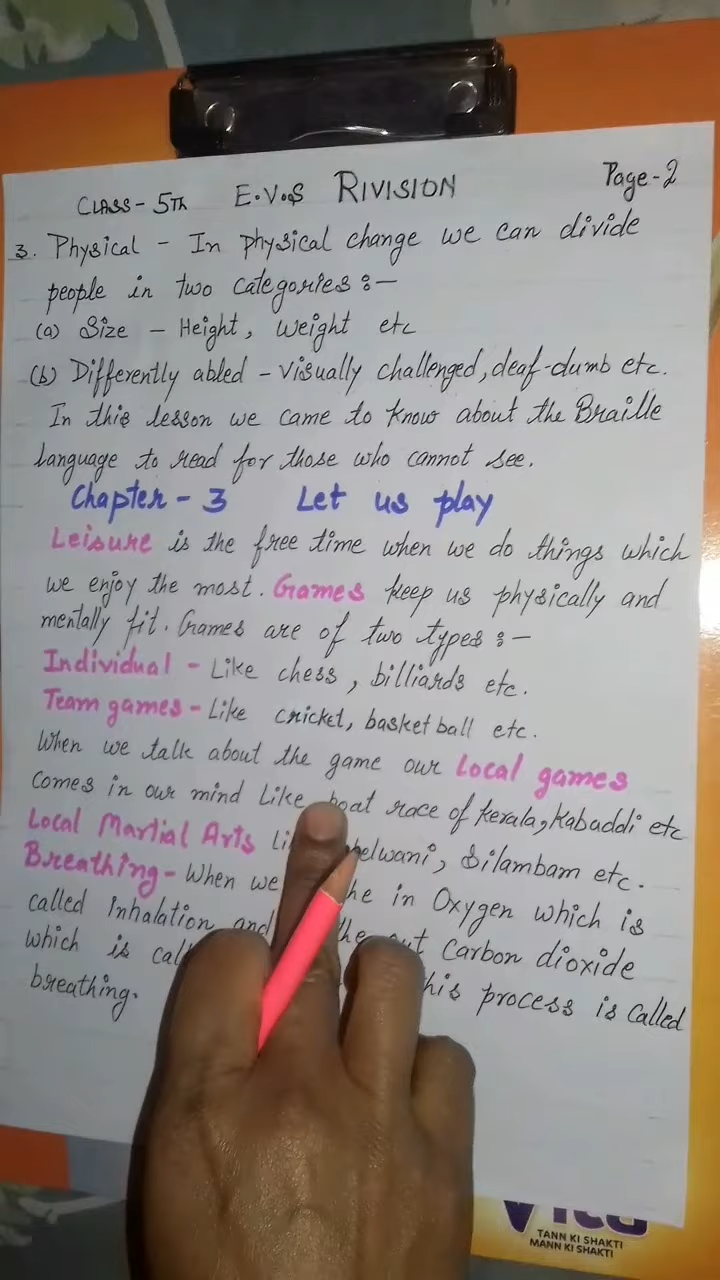 CLASS- 5TH E.V.S RIVISION Page-2
3. Physical - In physical change we can divide
people in two categories :-
(a) Size - Height, weight etc
(b) Differently abled - visually challenged, deaf-dumb etc.
In this lesson we came to know about the Braille
language to read for those who cannot see.
Chapter - 3 Let us play
Leisure is the free time when we do things which
we enjoy the most. Games keep us physically and
mentally fit. Games are of two types :-
Individual - Like chess, billiards etc.
Team games - Like cricket, basket ball etc.
When we talk about the game our Local games
comes in our mind Like boat race of kerala, Kabaddi etc
Local Martial Arts Silambam etc.
Breathing - When we in Oxygen which is
called inhalation and out Carbon dioxide
which is process is called
breathing.
TANN KI SHAKTI
MANN KI SHAKTI